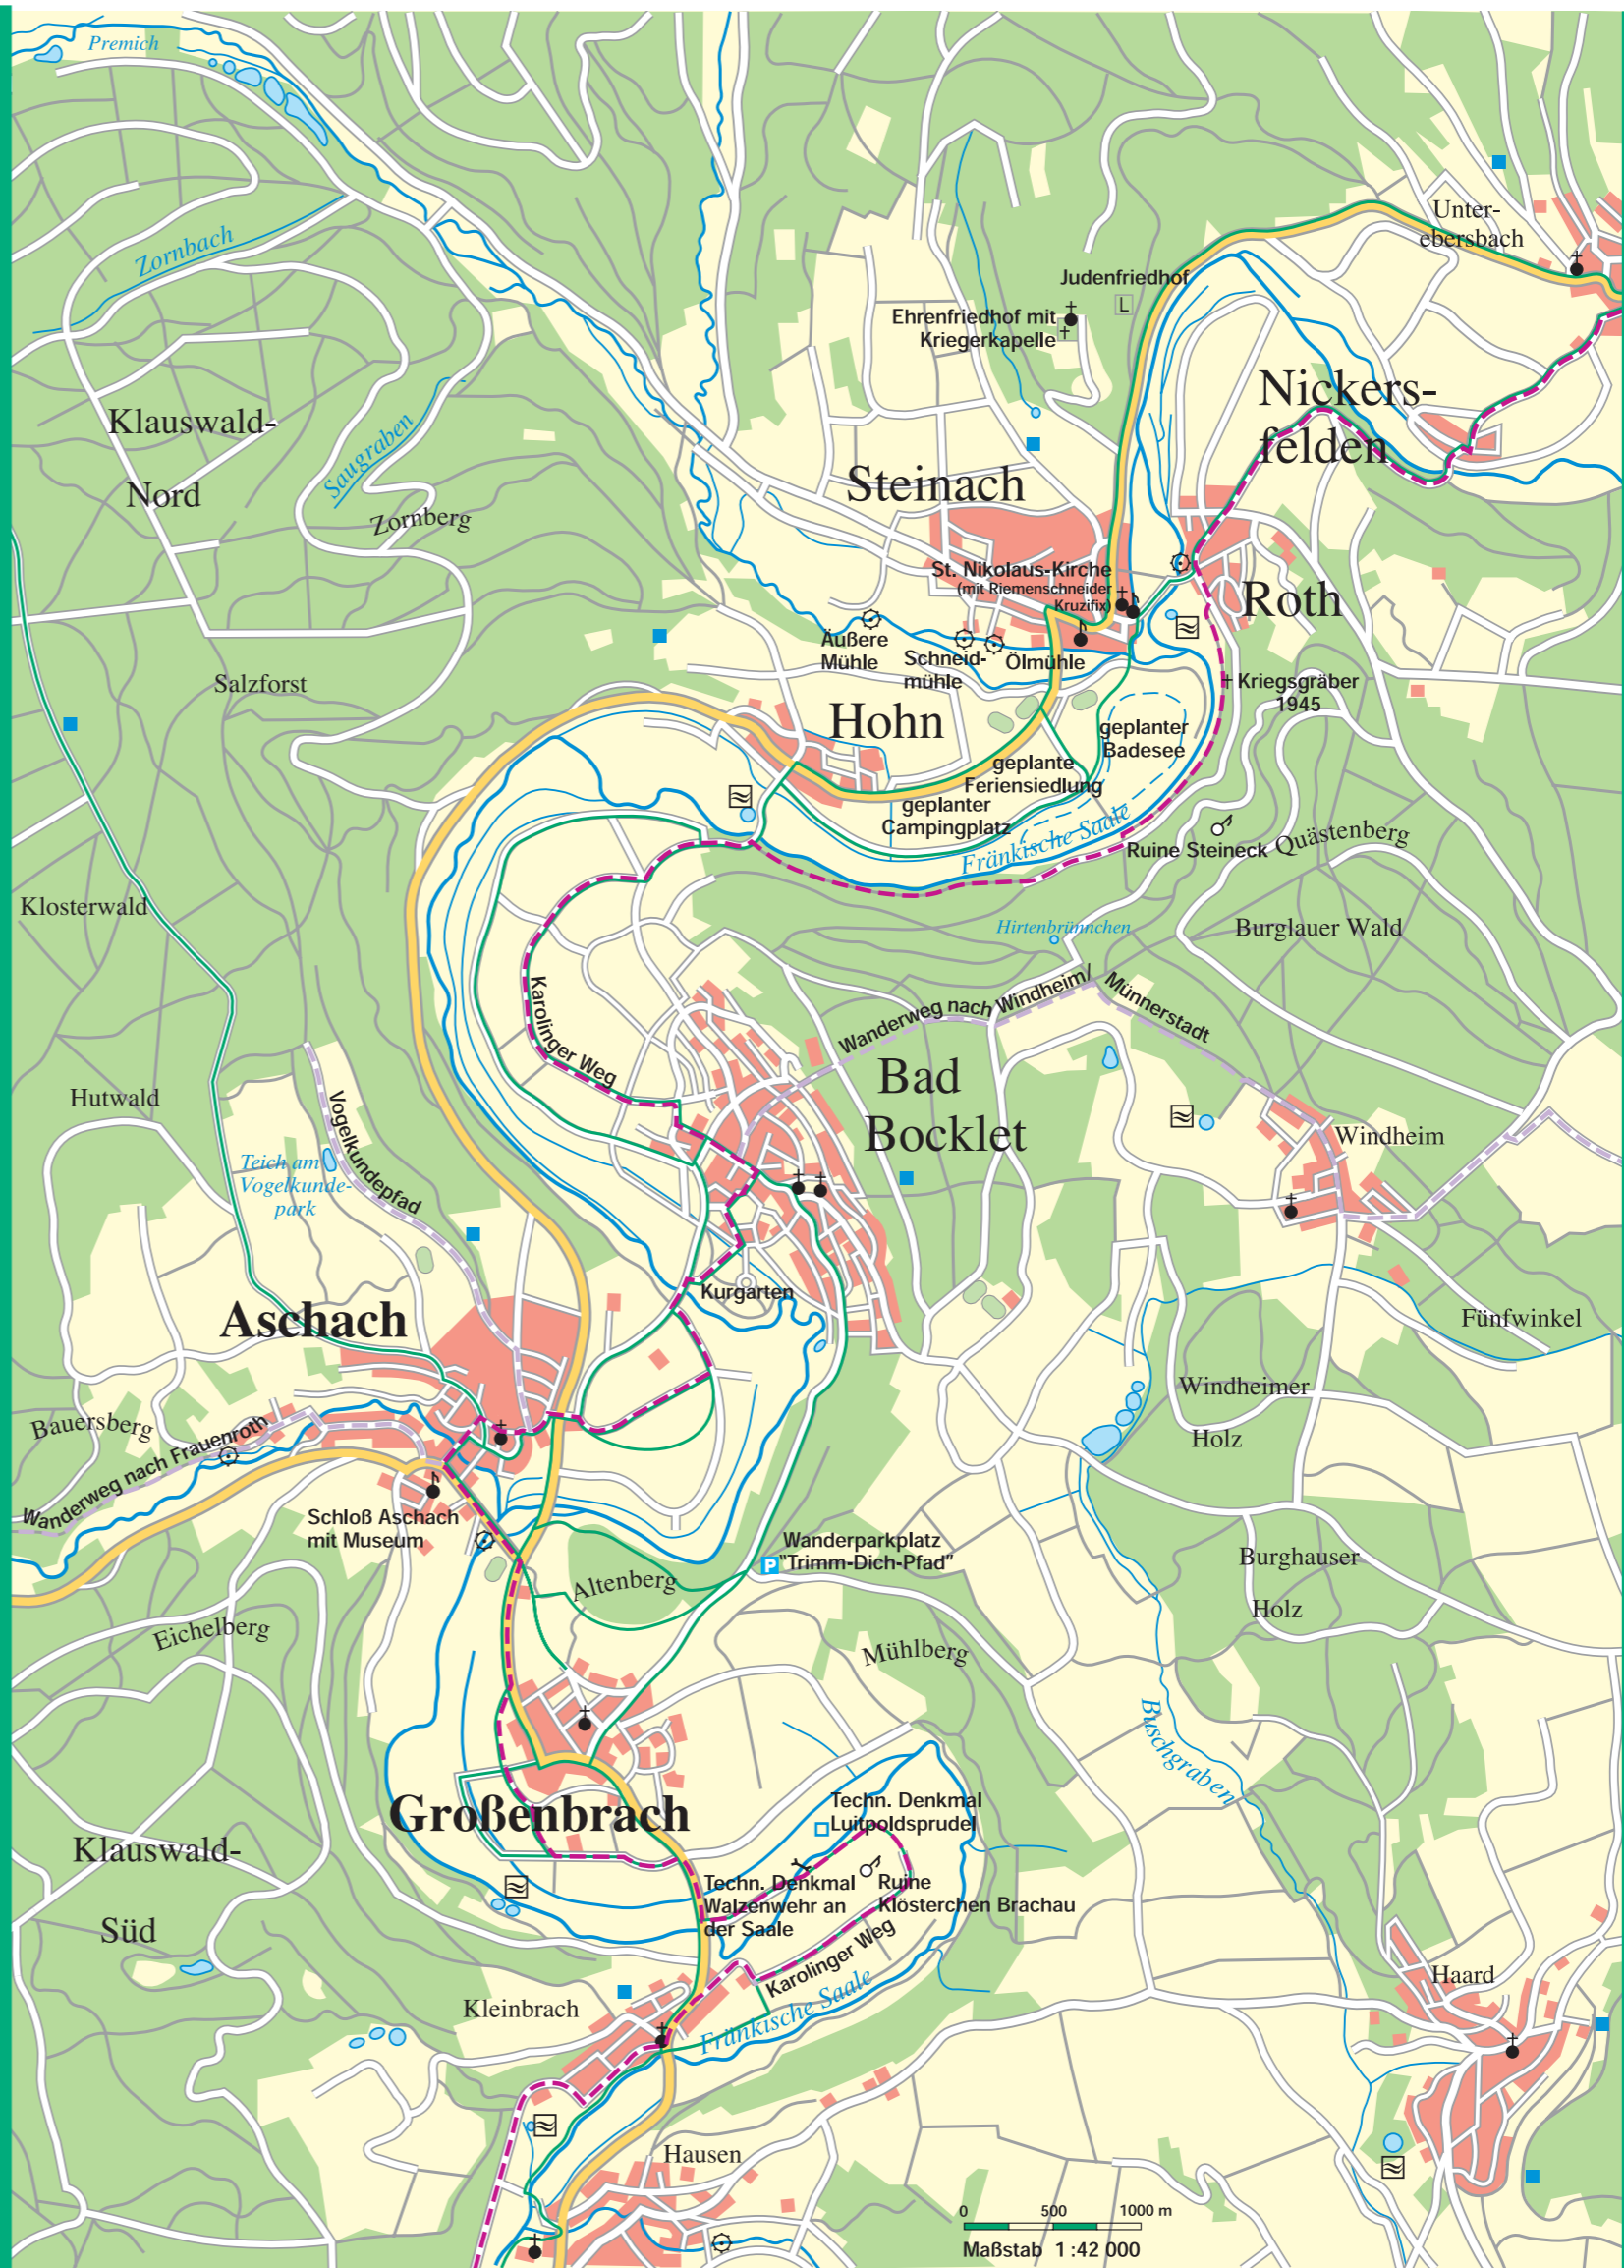 Premich
Zornbach
Unter-
ebersbach
Judenfriedhof
L
Ehrenfriedhof mit
Kriegerkapelle
Nickers-
felden
Klauswald-
Nord
Saugraben
Zornberg
Steinach
St. Nikolaus-Kirche
(mit Riemenschneider
Kruzifix)
Roth
Äußere
Mühle
Schneid-
mühle
Ölmühle
Salzforst
Kriegsgräber
1945
Hohn
geplanter
Badesee
geplante
Feriensiedlung
geplanter
Campingplatz
Fränkische Saale
Ruine Steineck
Quästenberg
Klosterwald
Hirtenbrünnchen
Burglauer Wald
Karolinger Weg
Wanderweg nach Windheim/
Münnerstadt
Bad
Bocklet
Hutwald
Vogelkundepfad
Teich am
Vogelkunde-
park
Windheim
Kurgarten
Aschach
Fünfwinkel
Windheimer
Holz
Bauersberg
Wanderweg nach Frauenroth
Schloß Aschach
mit Museum
Wanderparkplatz
P
"Trimm-Dich-Pfad"
Burghauser
Holz
Altenberg
Eichelberg
Mühlberg
Buschgraben
Großenbrach
Techn. Denkmal
Luitpoldsprudel
Klauswald-
Süd
Techn. Denkmal
Walzenwehr an
der Saale
Ruine
Klösterchen Brachau
Karolinger Weg
Haard
Kleinbrach
Fränkische Saale
Hausen
0 500 1000 m
Maßstab 1:42 000